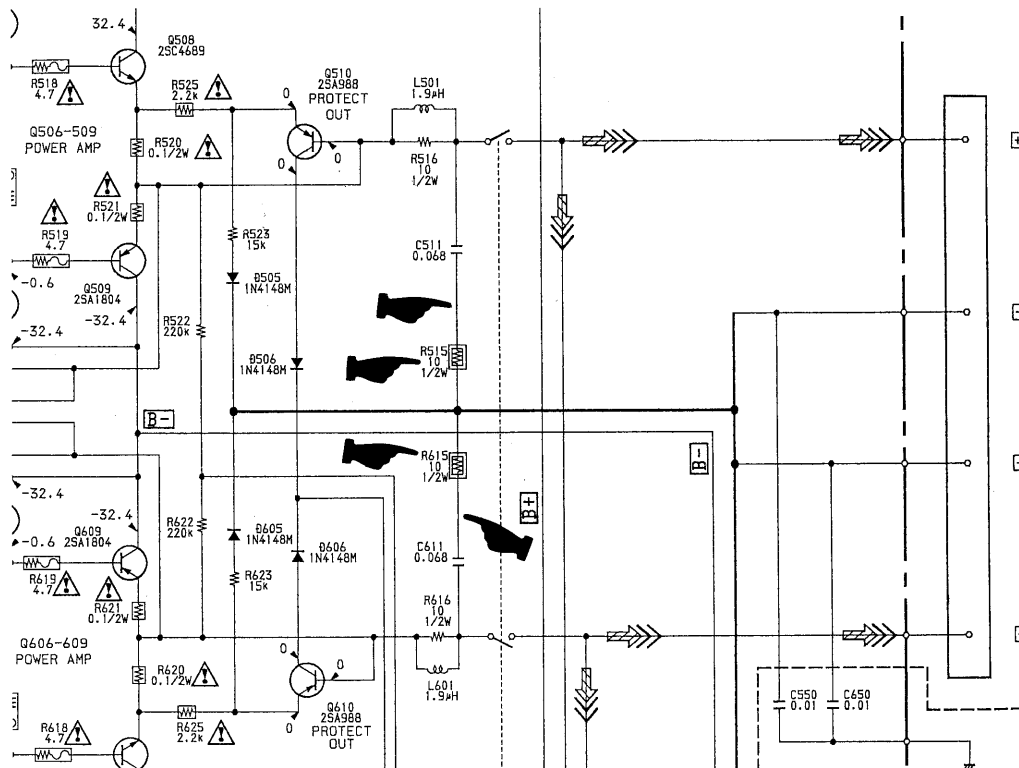 32.4
Q508
2SC4689
R518
4.7
R525
2.2k
Q510
2SA988
PROTECT
OUT
L501
1.9μH
0
0
0
Q506-509
POWER AMP
R520
0.1/2W
R516
10
1/2W
R521
0.1/2W
R519
4.7
-0.6
Q509
2SA1804
-32.4
-32.4
R523
15k
C511
0.068
D505
1N4148M
R522
220k
D506
1N4148M
R515
10
1/2W
B-
R615
10
1/2W
B-
B+
-32.4
-32.4
Q609
2SA1804
-0.6
R622
220k
D605
1N4148M
D606
1N4148M
C611
0.068
R619
4.7
R621
0.1/2W
R623
15k
R616
10
1/2W
Q606-609
POWER AMP
0
0
0
R620
0.1/2W
L601
1.9μH
Q610
2SA988
PROTECT
OUT
R618
4.7
R625
2.2k
C550
0.01
C650
0.01